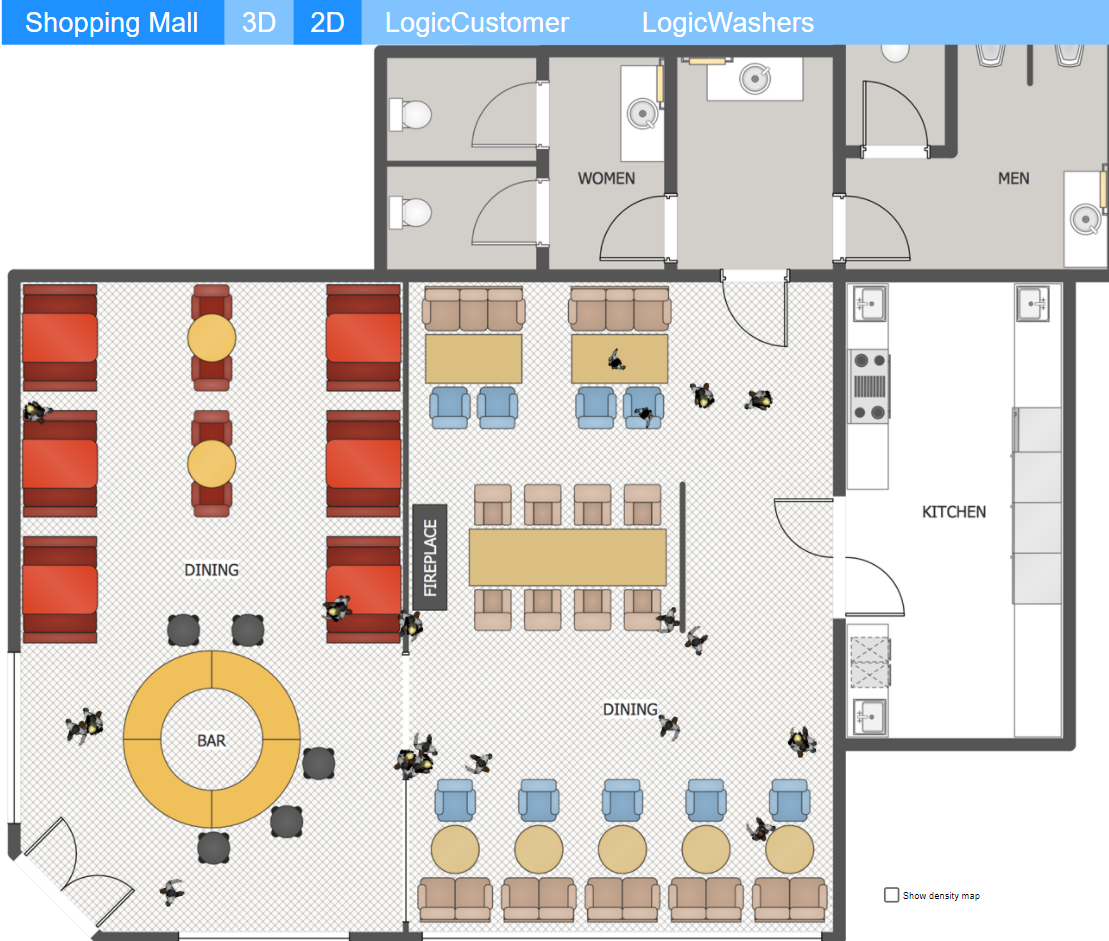 Shopping Mall 3D 2D LogicCustomer LogicWashers
WOMEN
MEN
KITCHEN
FIREPLACE
DINING
DINING
BAR
Show density map